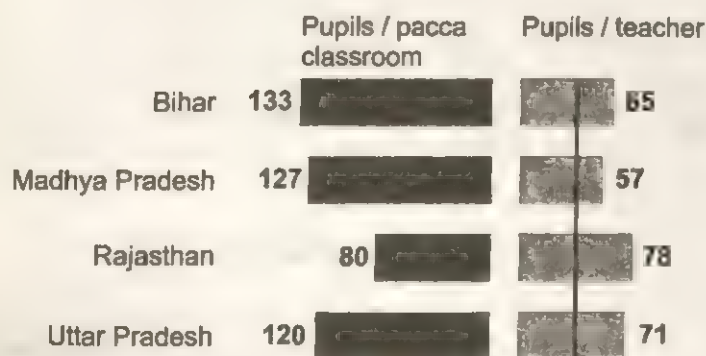 Pupils / pacca classroom Pupils / teacher
Bihar 133 65
Madhya Pradesh 127 57
Rajasthan 80 78
Uttar Pradesh 120 71